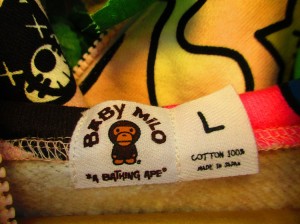 BABY MILO
"A BATHING APE"
L
COTTON 100%
MADE IN JAPAN